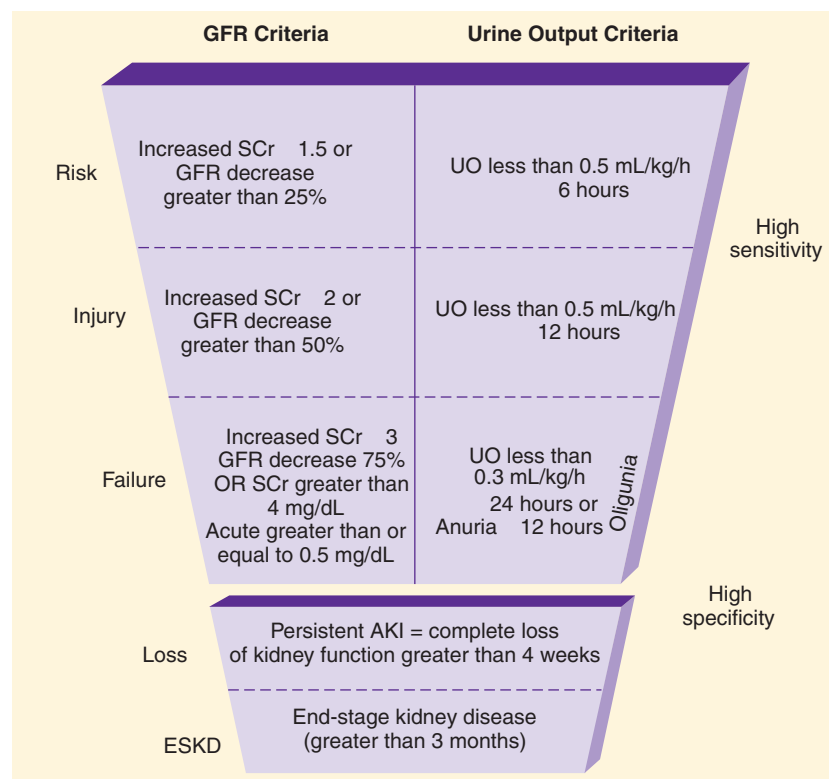 GFR Criteria
Urine Output Criteria
Risk
Increased SCr 1.5 or
GFR decrease
greater than 25%
UO less than 0.5 mL/kg/h
6 hours
High
sensitivity
Injury
Increased SCr 2 or
GFR decrease
greater than 50%
UO less than 0.5 mL/kg/h
12 hours
Failure
Increased SCr 3
GFR decrease 75%
OR SCr greater than
4 mg/dL
Acute greater than or
equal to 0.5 mg/dL
UO less than
0.3 mL/kg/h
24 hours or
Anuria 12 hours
Oligunia
High
specificity
Loss
Persistent AKI = complete loss
of kidney function greater than 4 weeks
ESKD
End-stage kidney disease
(greater than 3 months)